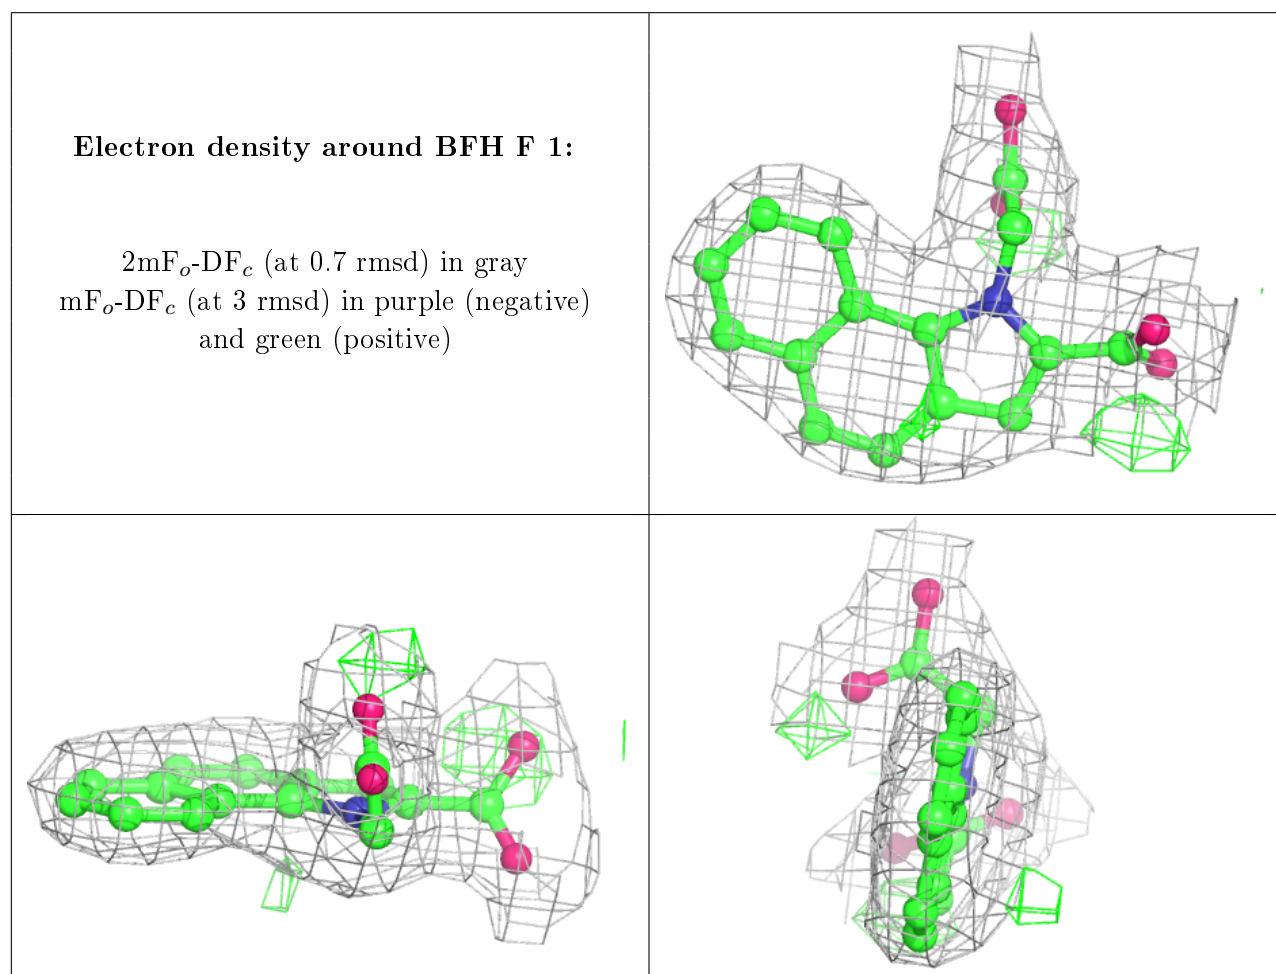 Electron density around BFH F 1:
2mFo-DFc (at 0.7 rmsd) in gray
mFo-DFc (at 3 rmsd) in purple (negative)
and green (positive)